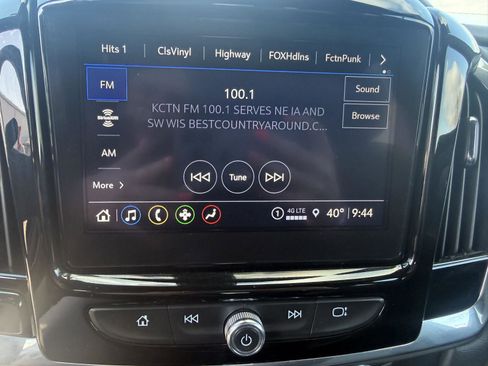 Hits 1 ClsVinyl Highway FOXHdlns FctnPunk
FM
100.1
Sound
KCTN FM 100.1 SERVES NE IA AND
SW WIS BESTCOUNTRYAROUND.C...
Browse
SiriusXM
AM
Tune
More
1 4G LTE 40° 9:44